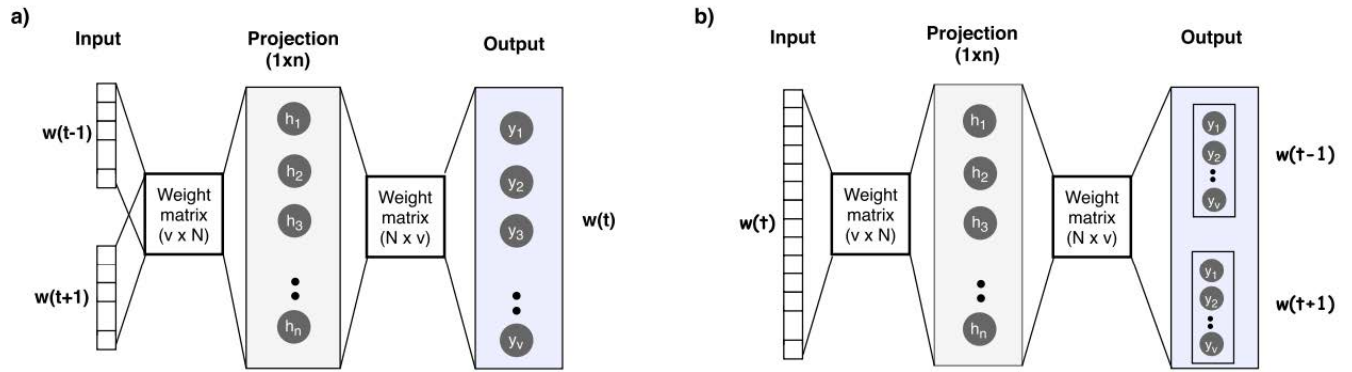 a)
Input
Projection
(1xn)
Output
w(t-1)
w(t+1)
Weight
matrix
(v x N)
h1
h2
h3
hn
Weight
matrix
(N x v)
y1
y2
y3
yv
w(t)
b)
Input
Projection
(1xn)
Output
w(t)
Weight
matrix
(v x N)
h1
h2
h3
hn
Weight
matrix
(N x v)
y1
y2
yv
w(t-1)
y1
y2
yv
w(t+1)